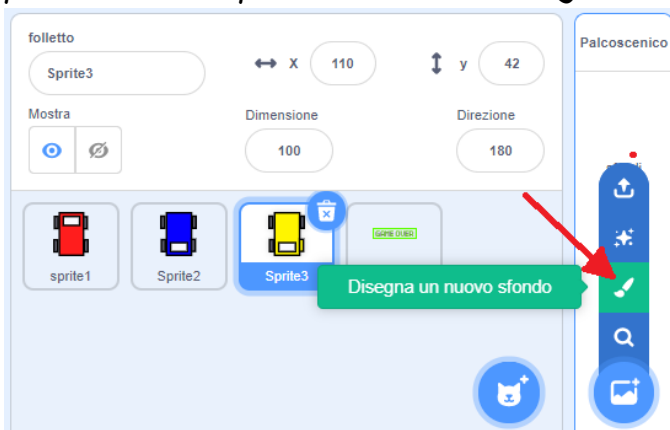 folletto
Palcoscenico
Sprite3
X 110
y 42
Mostra
Dimensione
Direzione
100
180
GAME OVER
sprite1
Sprite2
Sprite3
Disegna un nuovo sfondo